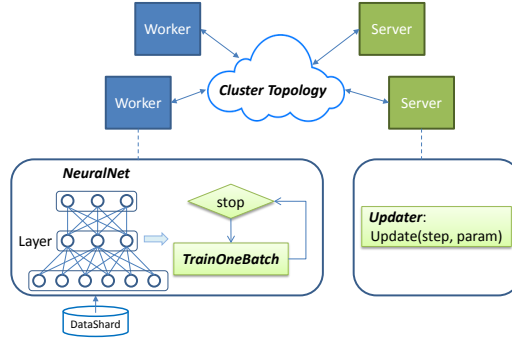 Worker
Server
Cluster Topology
Worker
Server
NeuralNet
stop
Layer
TrainOneBatch
Updater:
Update(step, param)
DataShard